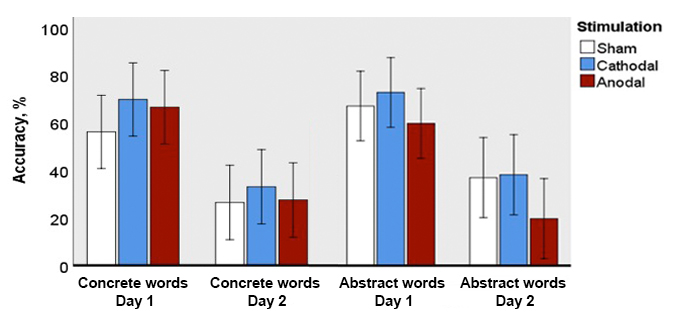 100
80
60
40
20
0
Accuracy, %
Stimulation
Sham
Cathodal
Anodal
Concrete words
Day 1
Concrete words
Day 2
Abstract words
Day 1
Abstract words
Day 2